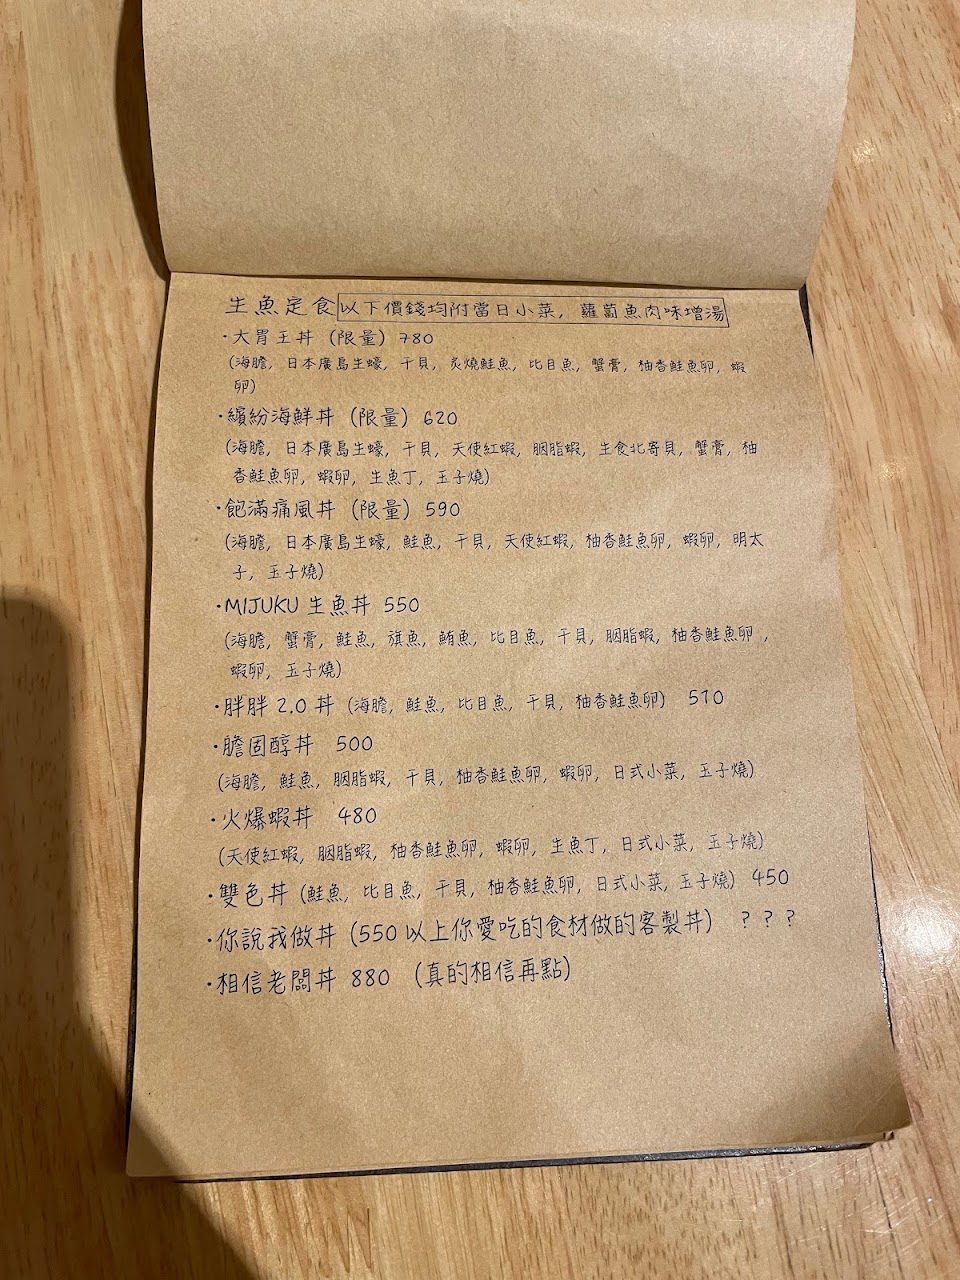 生魚定食 以下價錢均附當日小菜, 蘿蔔魚肉味增湯
·大胃王丼 (限量) 780
(海膽, 日本廣島生蠔, 干貝, 炙燒鮭魚, 比目魚, 蟹膏, 柚香鮭魚卵, 蝦
卵)
·繽紛海鮮丼 (限量) 620
(海膽, 日本廣島生蠔, 干貝, 天使紅蝦, 胭脂蝦, 生食北寄貝, 蟹膏, 柚
香鮭魚卵, 蝦卵, 生魚丁, 玉子燒)
·飽滿痛風丼 (限量) 590
(海膽, 日本廣島生蠔, 鮭魚, 干貝, 天使紅蝦, 柚香鮭魚卵, 蝦卵, 明太
子, 玉子燒)
·MIJUKU 生魚丼 550
(海膽, 蟹膏, 鮭魚, 旗魚, 鮪魚, 比目魚, 干貝, 胭脂蝦, 柚香鮭魚卵 ,
蝦卵, 玉子燒)
·胖胖 2.0 丼 (海膽, 鮭魚, 比目魚, 干貝, 柚香鮭魚卵) 510
·膽固醇丼 500
(海膽, 鮭魚, 胭脂蝦, 干貝, 柚香鮭魚卵, 蝦卵, 日式小菜, 玉子燒)
·火爆蝦丼 480
(天使紅蝦, 胭脂蝦, 柚香鮭魚卵, 蝦卵, 生魚丁, 日式小菜, 玉子燒)
·雙色丼 (鮭魚, 比目魚, 干貝, 柚香鮭魚卵, 日式小菜, 玉子燒) 450
·你說我做丼 (550 以上你愛吃的食材做的客製丼) ? ? ?
·相信老闆丼 880 (真的相信再點)